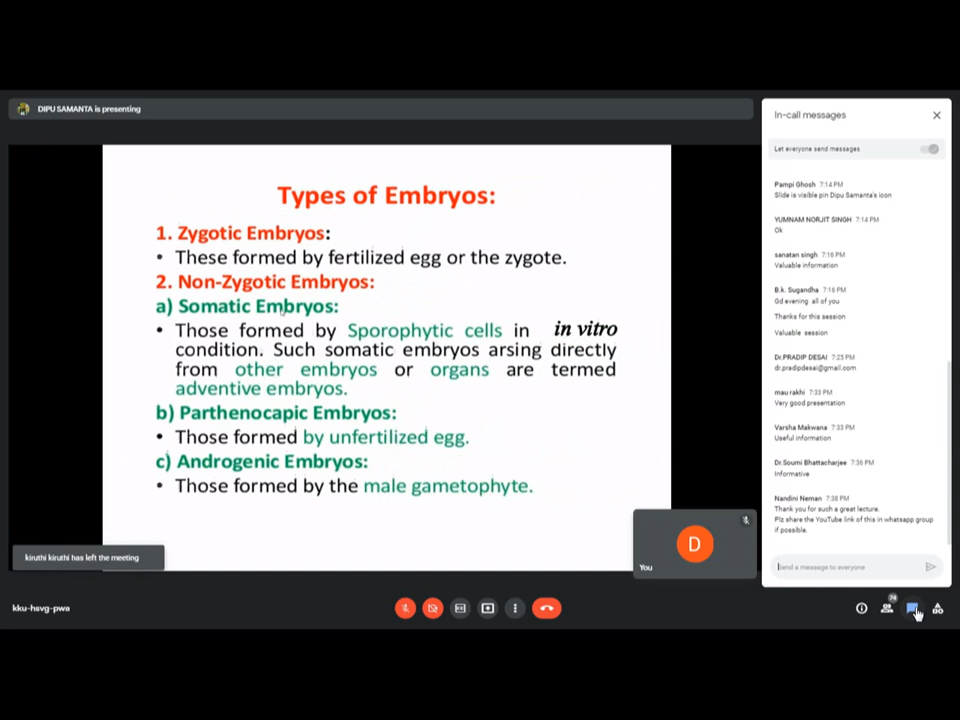 DIPU SAMANTA is presenting
Types of Embryos:
1. Zygotic Embryos:
• These formed by fertilized egg or the zygote.
2. Non-Zygotic Embryos:
a) Somatic Embryos:
• Those formed by Sporophytic cells in in vitro
condition. Such somatic embryos arsing directly
from other embryos or organs are termed
adventive embryos.
b) Parthenocapic Embryos:
• Those formed by unfertilized egg.
c) Androgenic Embryos:
• Those formed by the male gametophyte.
kiruthi kiruthi has left the meeting
D
You
kku-hsvg-pwa
In-call messages
Let everyone send messages
Pampi Ghosh 7:14 PM
Slide is visible pin Dipu Samanta's icon
YUMNAM NORJIT SINGH 7:14 PM
Ok
sanatan singh 7:16 PM
Valuable information
B.k. Sugandha 7:16 PM
Gd evening all of you
Thanks for this session
Valuable session
Dr.PRADIP DESAI 7:25 PM
dr.pradipdesai@gmail.com
mau rakhi 7:33 PM
Very good presentation
Varsha Makwana 7:33 PM
Useful information
Dr.Soumi Bhattacharjee 7:36 PM
Informative
Nandini Neman 7:38 PM
Thank you for such a great lecture.
Plz share the YouTube link of this in whatsapp group
if possible.
Send a message to everyone
74